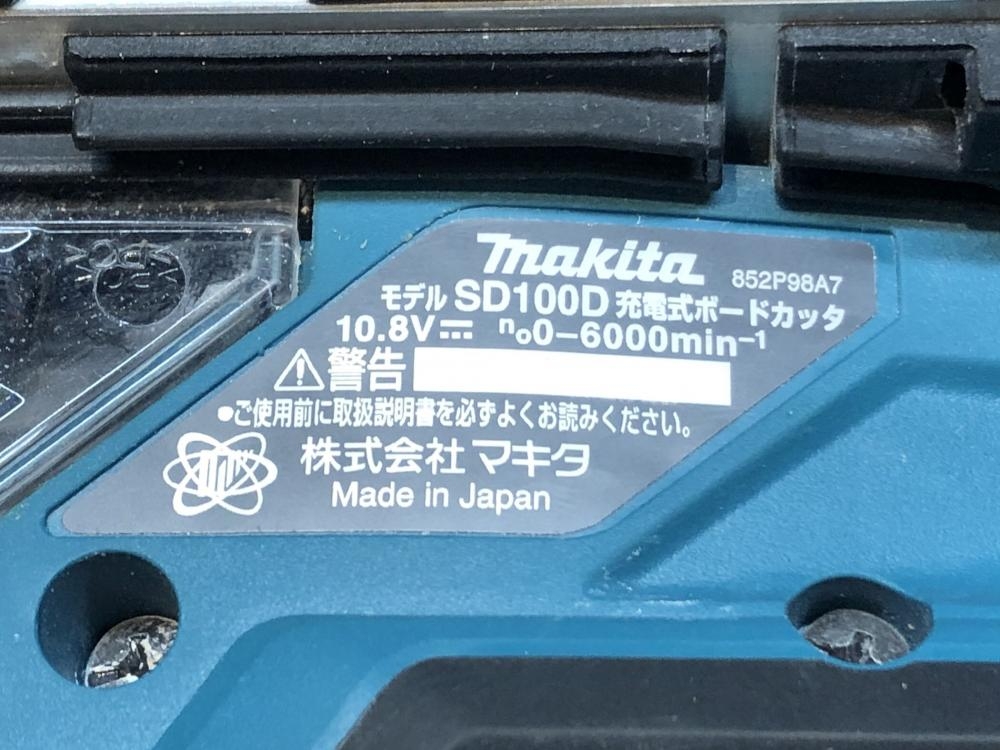 makita
852P98A7
モデル SD100D 充電式ボードカッタ
10.8V⎓ n₀0−6000min⁻¹
⚠警告
●ご使用前に取扱説明書を必ずよくお読みください。
株式会社 マキタ
Made in Japan